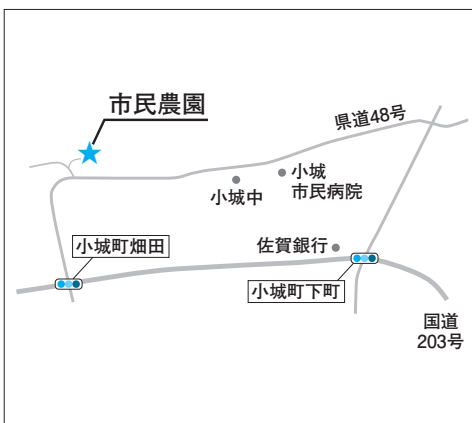 市民農園
県道48号
小城
市民病院
小城中
小城町畑田
佐賀銀行
小城町下町
国道
203号